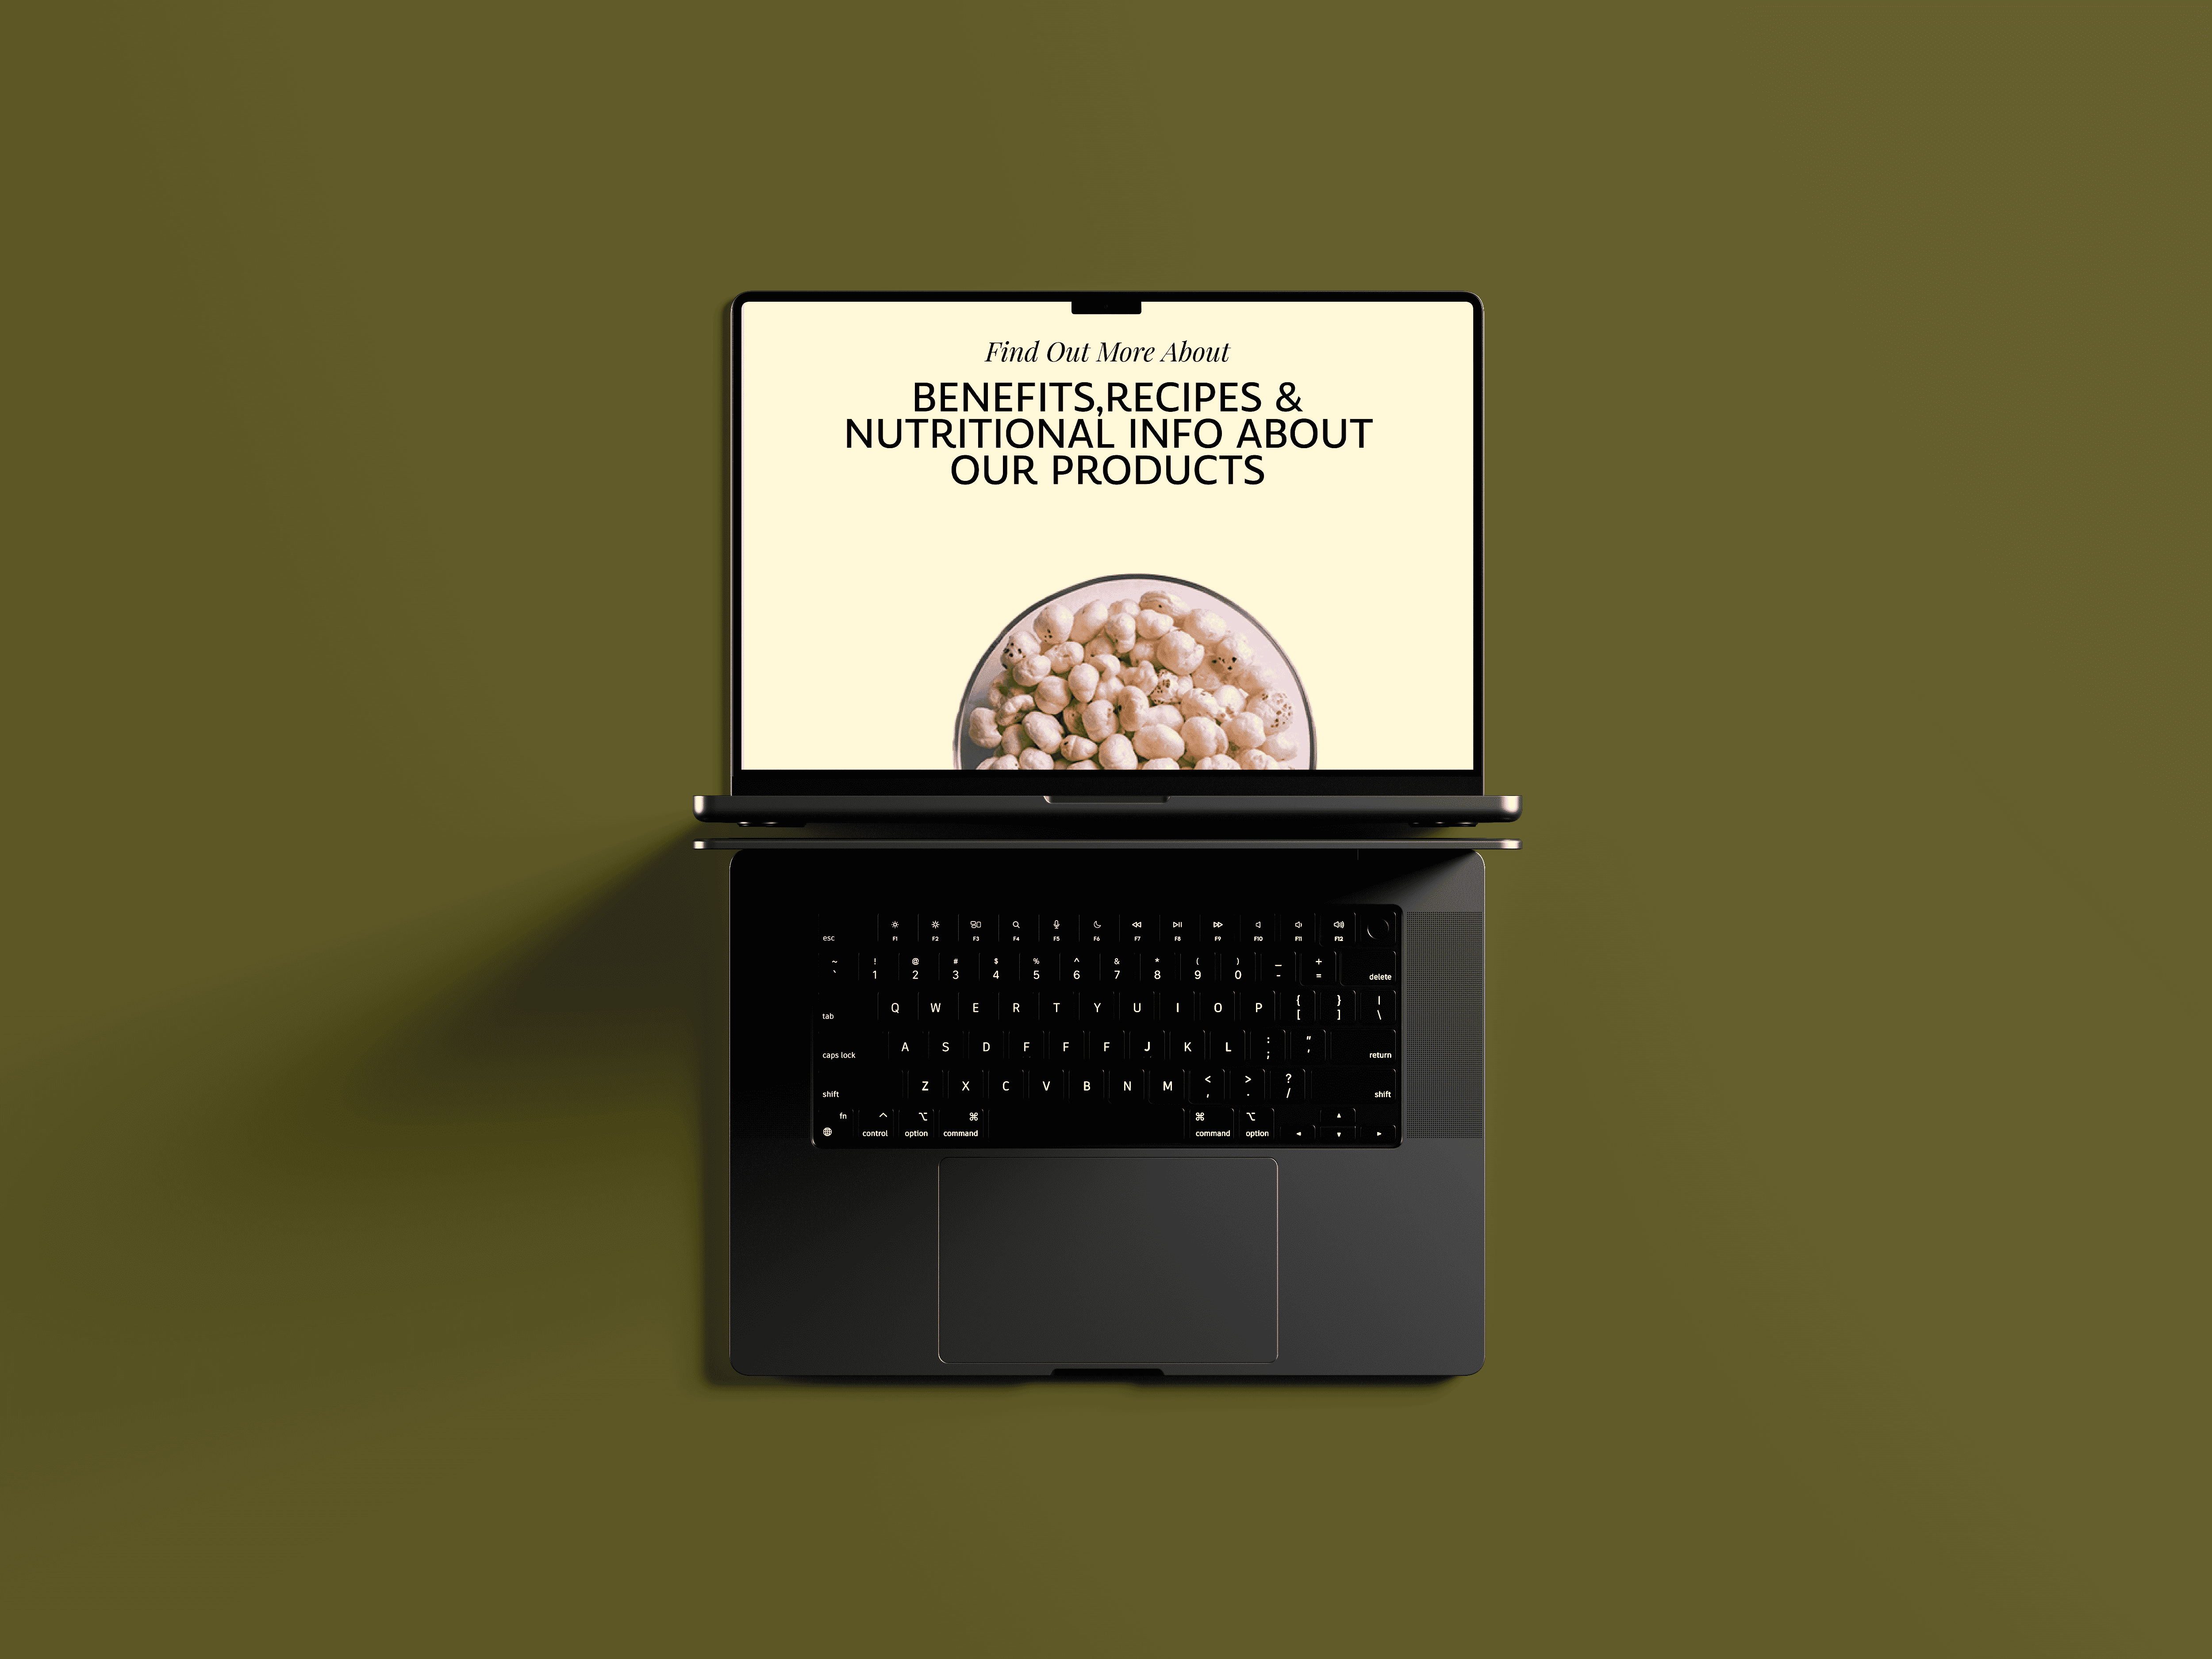 Find Out More About
BENEFITS,RECIPES &
NUTRITIONAL INFO ABOUT
OUR PRODUCTS
esc F1 F2 F3 F4 F5 F6 F7 F8 F9 F10 F11 F12
~ ! @ # $ % ^ & * ( ) _ +
` 1 2 3 4 5 6 7 8 9 0 - = delete
tab Q W E R T Y U I O P { [ } ] | \
caps lock A S D F F F J K L : ; " ' return
shift Z X C V B N M < , > . ? / shift
fn control option command command option